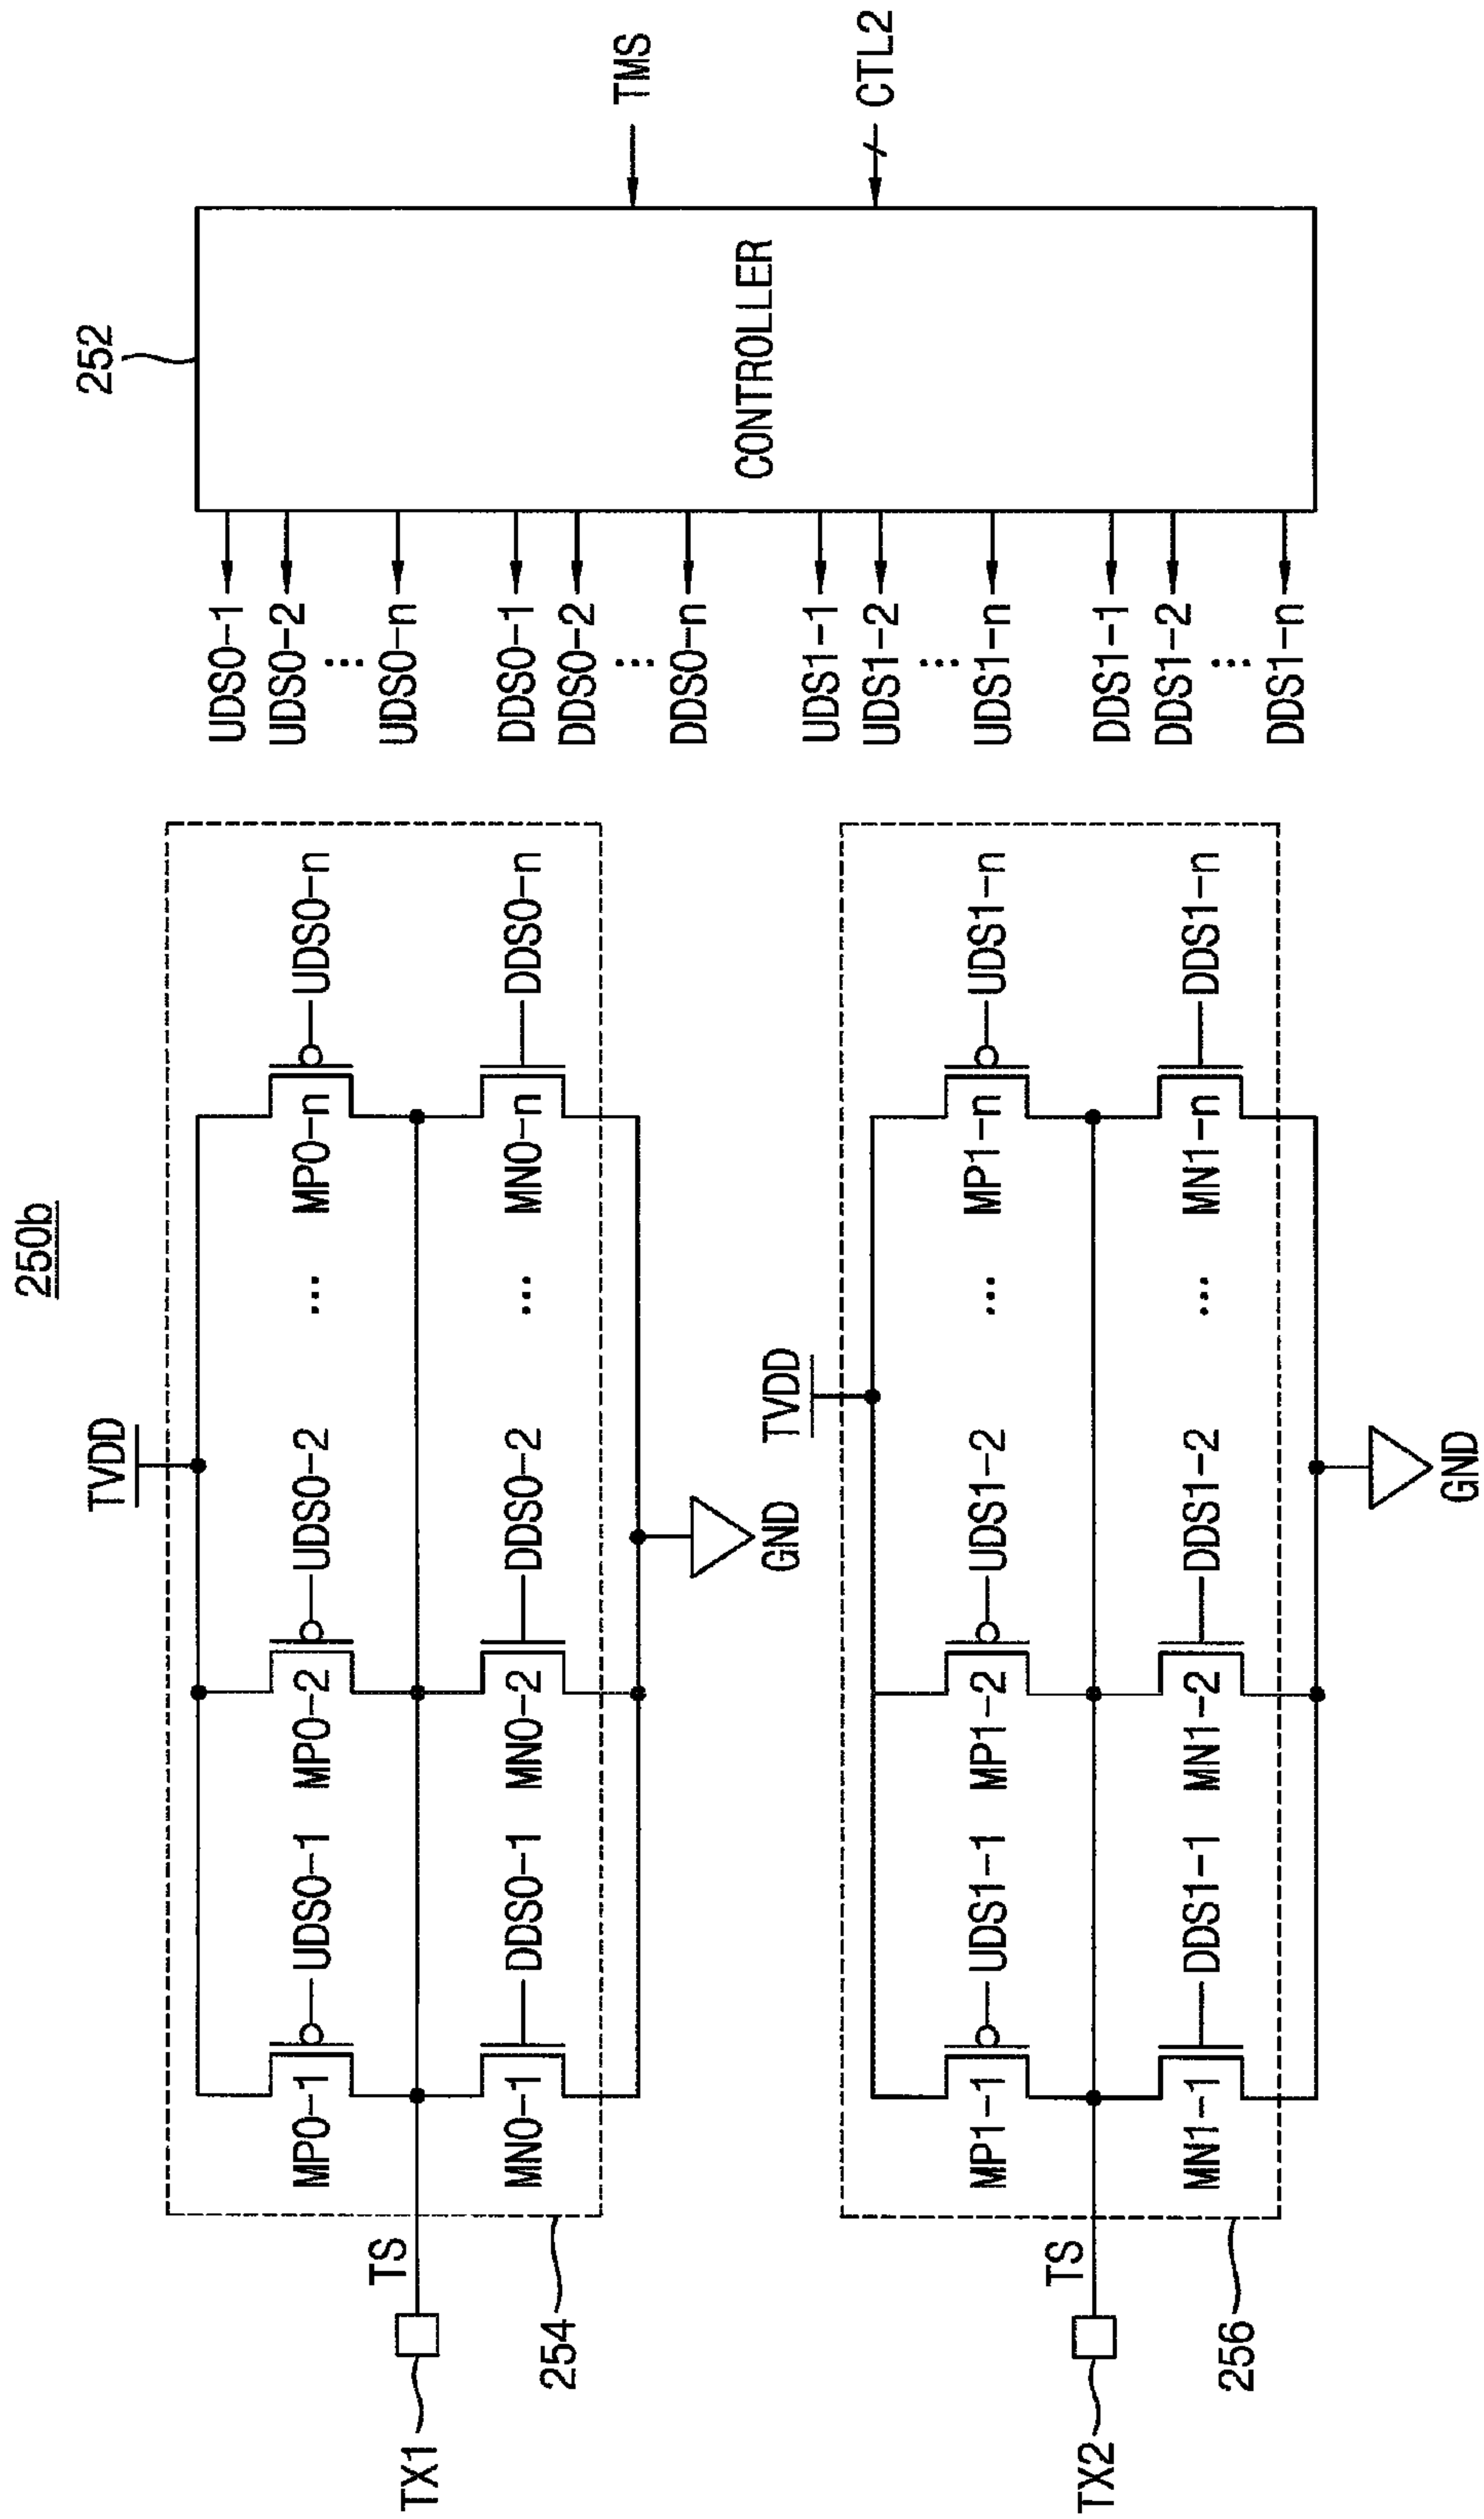 250b
TVDD
MP0-1
UDS0-1
MP0-2
UDS0-2
...
MP0-n
UDS0-n
TX1
TS
MN0-1
DDS0-1
MN0-2
DDS0-2
...
MN0-n
DDS0-n
254
GND
TVDD
MP1-1
UDS1-1
MP1-2
UDS1-2
...
MP1-n
UDS1-n
TX2
TS
MN1-1
DDS1-1
MN1-2
DDS1-2
...
MN1-n
DDS1-n
256
GND
252
UDS0-1
UDS0-2
...
UDS0-n
DDS0-1
DDS0-2
...
DDS0-n
UDS1-1
UDS1-2
...
UDS1-n
DDS1-1
DDS1-2
...
DDS1-n
CONTROLLER
TMS
CTL2